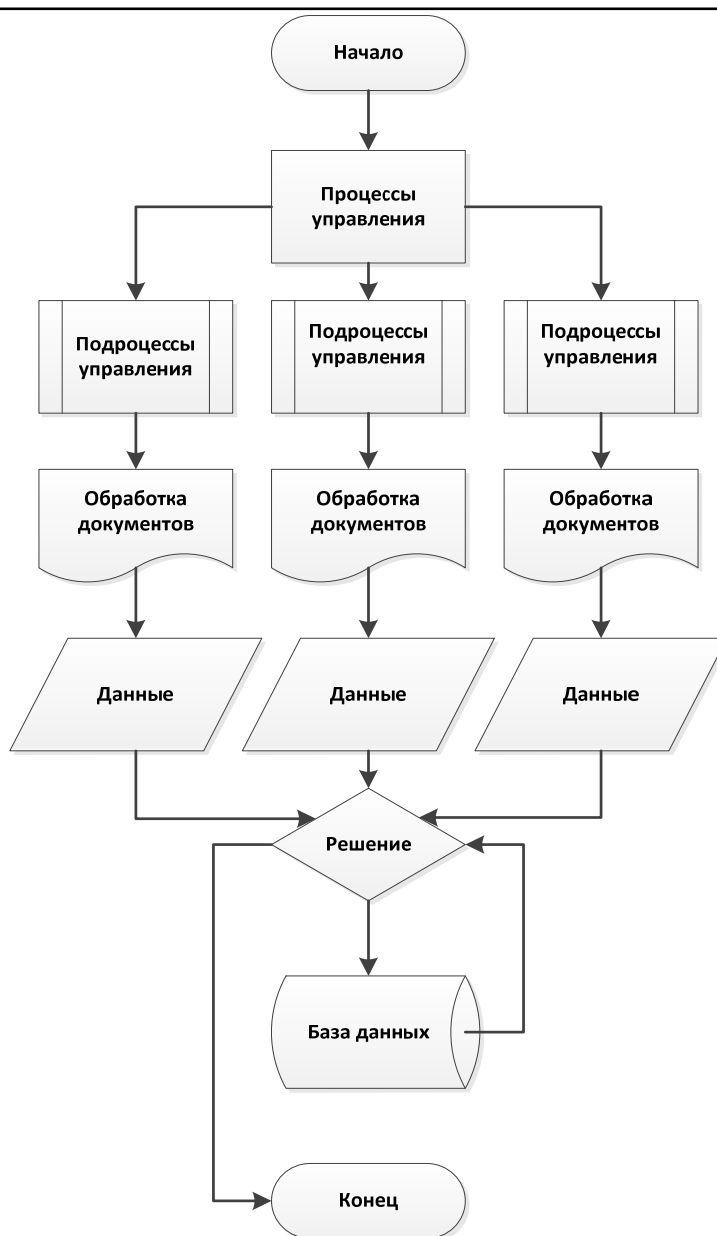 Начало
Процессы
управления
Подроцессы
управления
Подроцессы
управления
Подроцессы
управления
Обработка
документов
Обработка
документов
Обработка
документов
Данные
Данные
Данные
Решение
База данных
Конец